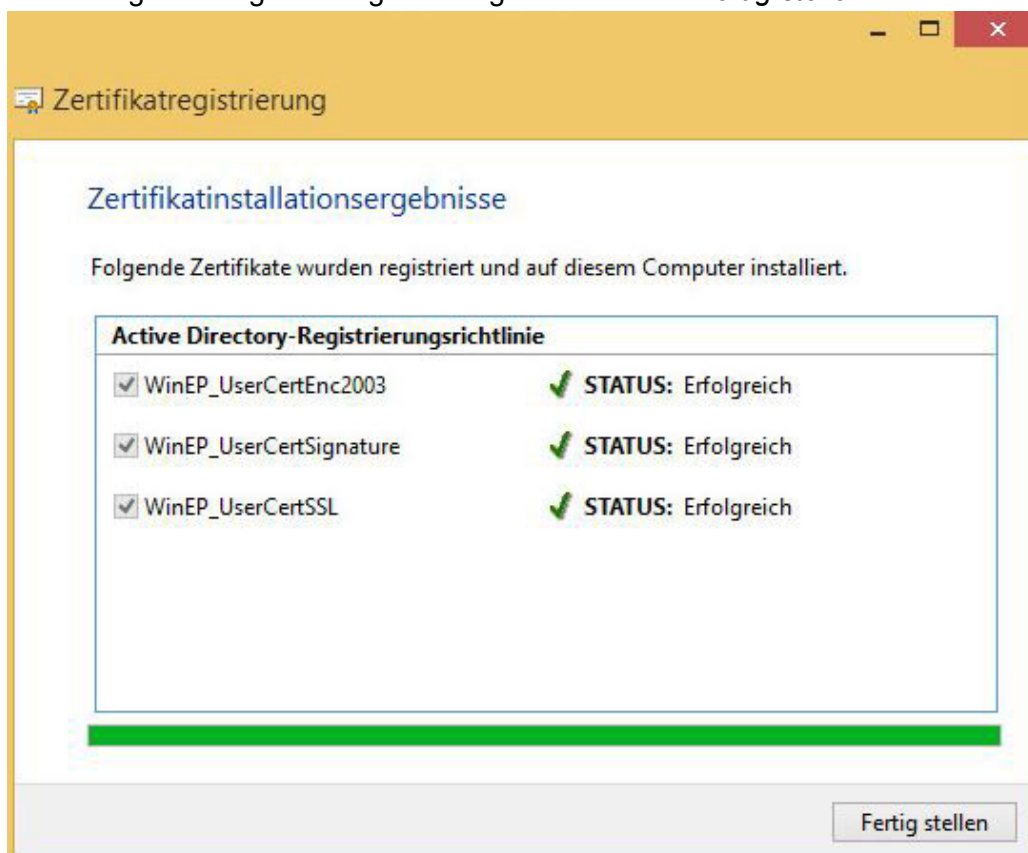 Zertifikatregistrierung
Zertifikatinstallationsergebnisse
Folgende Zertifikate wurden registriert und auf diesem Computer installiert.
Active Directory-Registrierungsrichtlinie
WinEP_UserCertEnc2003 STATUS: Erfolgreich
WinEP_UserCertSignature STATUS: Erfolgreich
WinEP_UserCertSSL STATUS: Erfolgreich
Fertig stellen